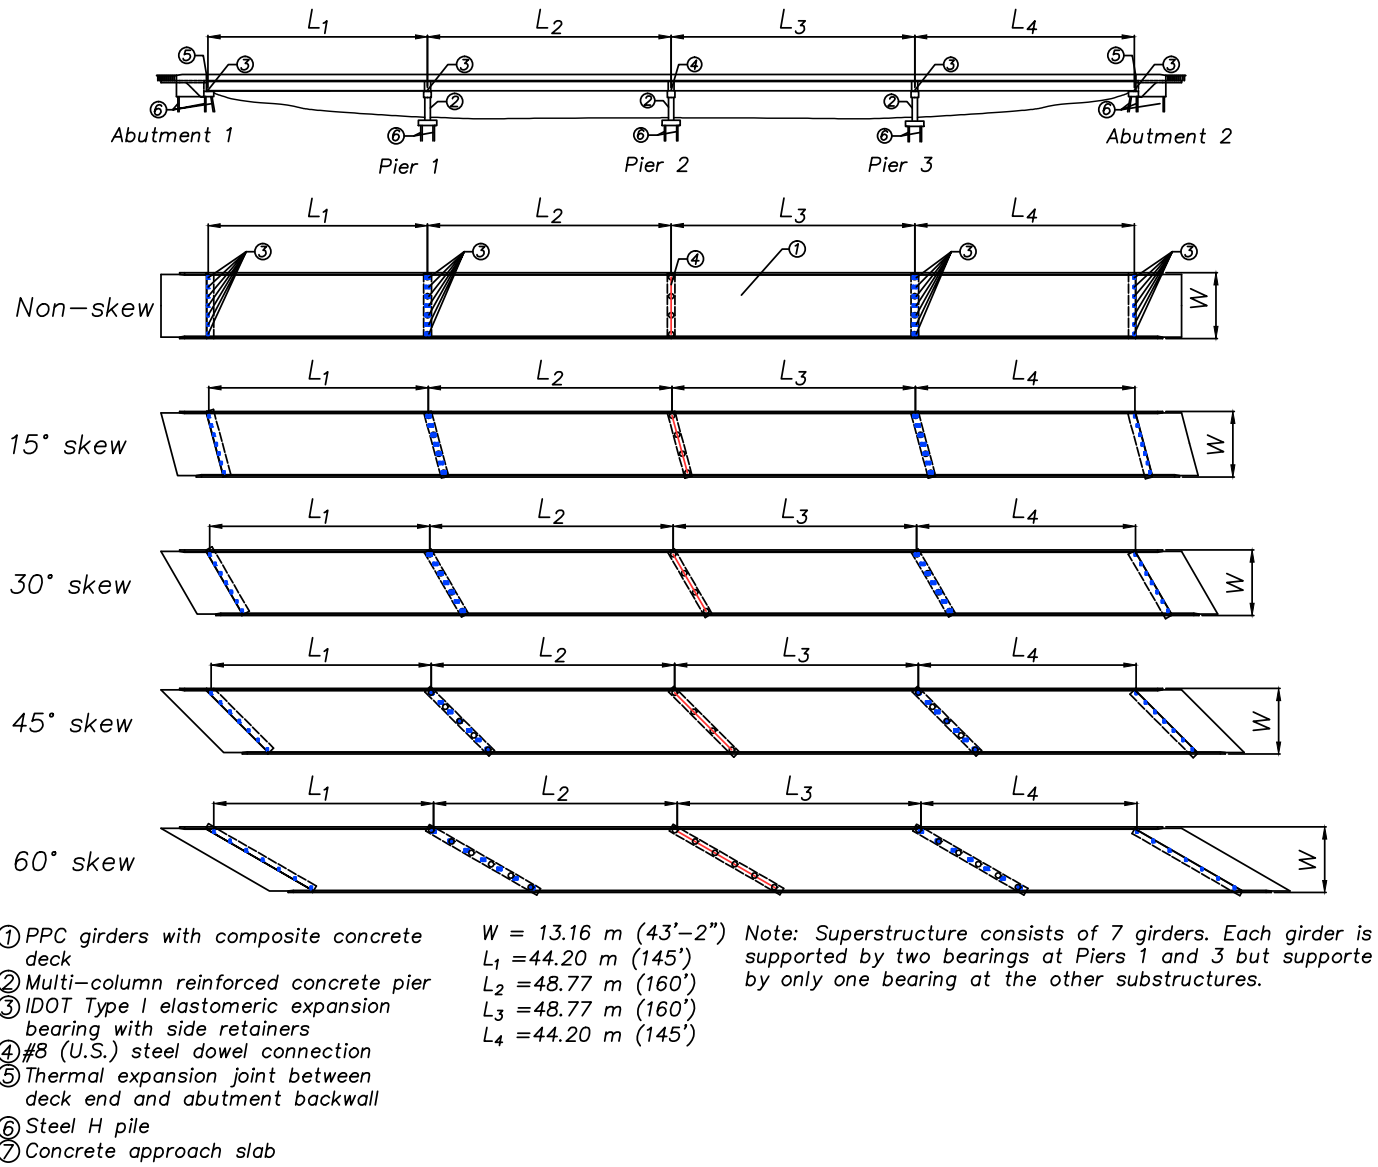 L1 L2 L3 L4
5 3 3 4 3 5 3
6 2 2 2 6
6 6 6
Abutment 1 Abutment 2
Pier 1 Pier 2 Pier 3
L1 L2 L3 L4
3 3 4 1 3 3
Non-skew W
L1 L2 L3 L4
15° skew W
L1 L2 L3 L4
30° skew W
L1 L2 L3 L4
45° skew W
L1 L2 L3 L4
60° skew W
1 PPC girders with composite concrete
deck
2 Multi-column reinforced concrete pier
3 IDOT Type I elastomeric expansion
bearing with side retainers
4 #8 (U.S.) steel dowel connection
5 Thermal expansion joint between
deck end and abutment backwall
6 Steel H pile
7 Concrete approach slab
W = 13.16 m (43'-2")
L1 =44.20 m (145')
L2 =48.77 m (160')
L3 =48.77 m (160')
L4 =44.20 m (145')
Note: Superstructure consists of 7 girders. Each girder is
supported by two bearings at Piers 1 and 3 but supporte
by only one bearing at the other substructures.